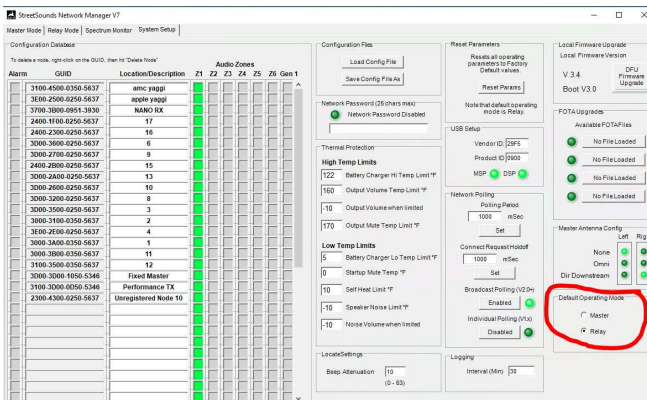 StreetSounds Network Manager V7
Master Mode Relay Mode Spectrum Monitor System Setup
Configuration Database
To delete a node, right-click on the GUID, then hit "Delete Node"
Audio Zones
Alarm GUID Location/Description Z1 Z2 Z3 Z4 Z5 Z6 Gen 1
3100-4500-0350-5637 amc yaggi
3E00-2500-0250-5637 apple yaggi
3700-3B00-0951-3930 NANO RX
2400-1F00-0250-5637 17
2400-2300-0250-5637 16
3D00-3600-0250-5637 6
3D00-2700-0250-5637 9
2400-2B00-0250-5637 15
3D00-2A00-0250-5637 13
3D00-2600-0250-5637 10
3D00-3200-0250-5637 8
3D00-3500-0250-5637 3
3000-3100-0350-5637 2
3E00-2E00-0250-5637 4
3000-3A00-0350-5637 1
3000-3B00-0350-5637 11
3100-3500-0350-5637 12
3D00-3D00-1050-5346 Fixed Master
3100-3D00-0D50-5346 Performance TX
2300-4300-0250-5637 Unregistered Node 10
Configuration Files
Load Config File
Save Config File As
Network Password (25 chars max)
Network Password Disabled
Thermal Protection
High Temp Limits
122 Battery Charger Hi Temp Limit °F
160 Output Volume Temp Limit °F
-10 Output Volume when limited
170 Output Mute Temp Limit °F
Low Temp Limits
5 Battery Charger Lo Temp Limit °F
0 Startup Mute Temp °F
10 Self Heat Limit °F
-10 Speaker Noise Limit °F
-10 Noise Volume when limited
Locate Settings
Beep Attenuation 10
(0 - 63)
Reset Parameters
Resets all operating
parameters to Factory
Default values.
Reset Params
Note that default operating
mode is Relay.
USB Setup
Vendor ID: 29F5
Product ID 0900
MSP DSP
Network Polling
Polling Period
1000 mSec
Set
Connect Request Holdoff
1000 mSec
Set
Broadcast Polling (V2.0+)
Enabled
Individual Polling (V1.x)
Disabled
Logging
Interval (Min) 30
Local Firmware Upgrade
Local Firmware Version
V 3.4
Boot V3.0
DFU
Firmware
Upgrade
FOTA Upgrades
Available FOTA Files
No File Loaded
No File Loaded
No File Loaded
No File Loaded
Master Antenna Config
Left Rig
None
Omni
Dir Downstream
Default Operating Mode
Master
Relay